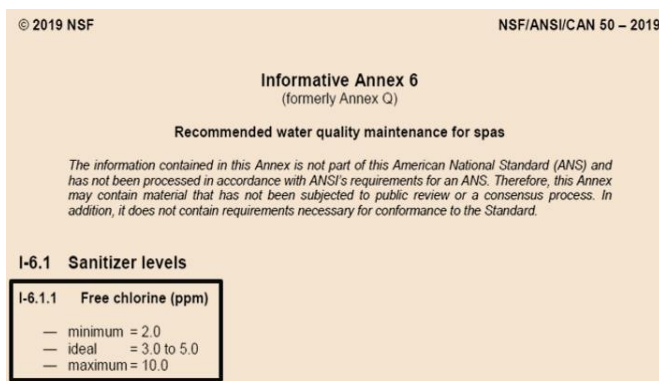 © 2019 NSF NSF/ANSI/CAN 50 – 2019
Informative Annex 6
(formerly Annex Q)
Recommended water quality maintenance for spas
The information contained in this Annex is not part of this American National Standard (ANS) and
has not been processed in accordance with ANSI's requirements for an ANS. Therefore, this Annex
may contain material that has not been subjected to public review or a consensus process. In
addition, it does not contain requirements necessary for conformance to the Standard.
I-6.1 Sanitizer levels
I-6.1.1 Free chlorine (ppm)
— minimum = 2.0
— ideal = 3.0 to 5.0
— maximum = 10.0